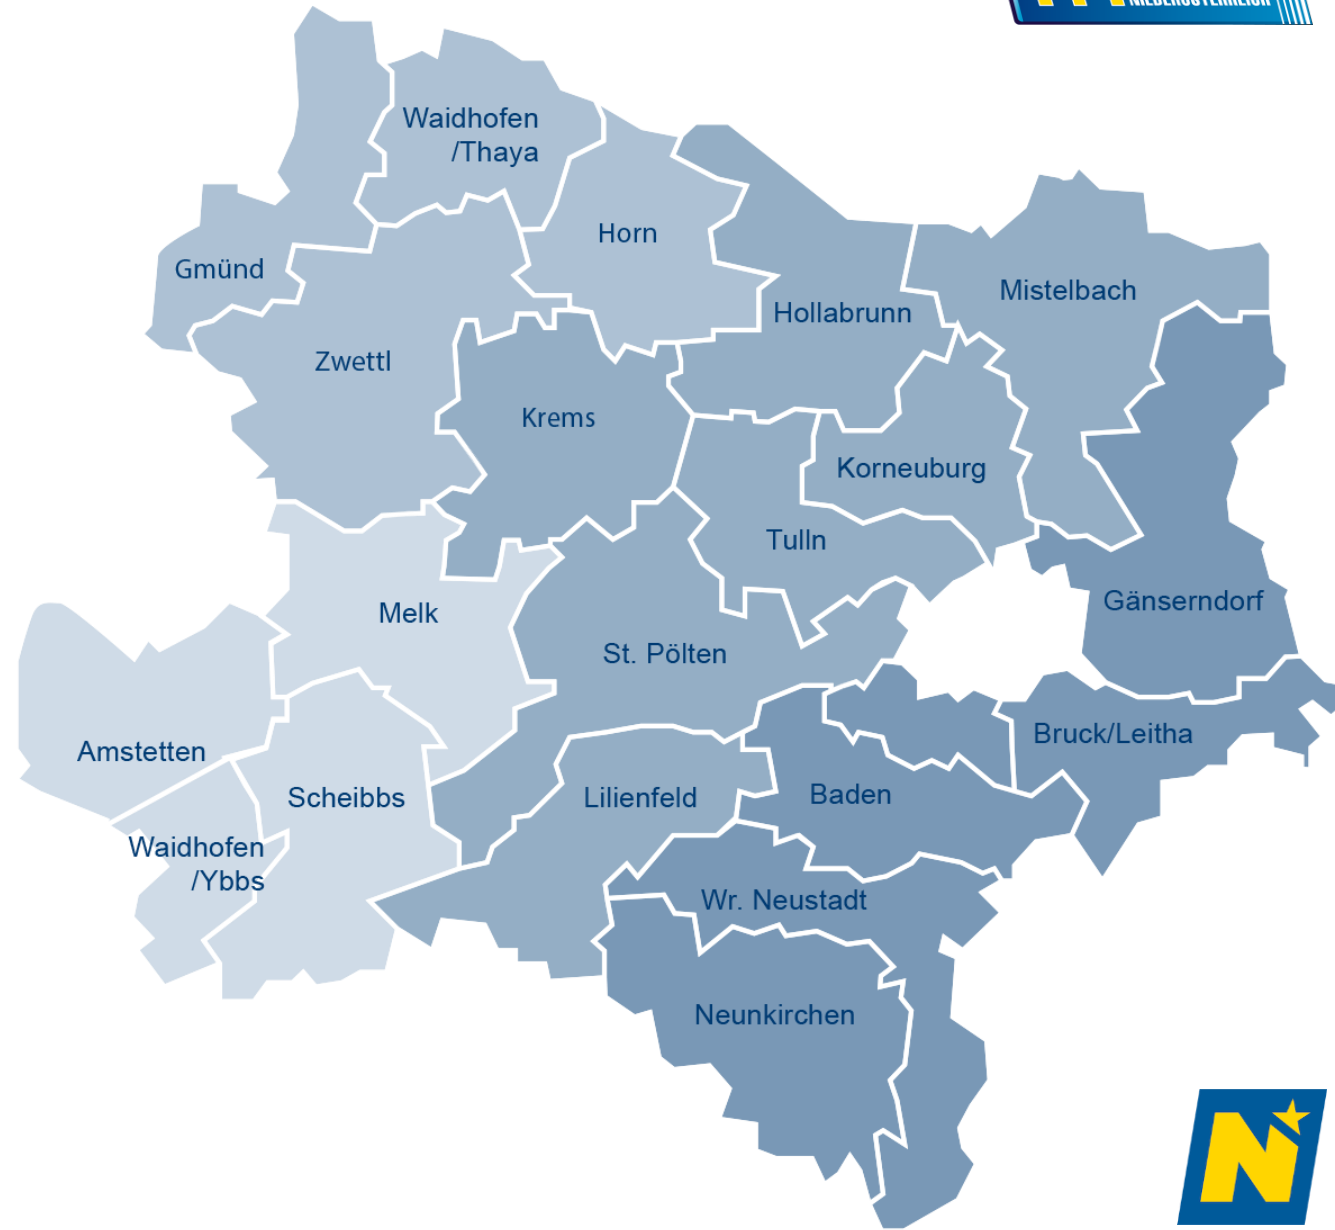 NIEDERÖSTERREICH
Waidhofen
/Thaya
Horn
Gmünd
Mistelbach
Hollabrunn
Zwettl
Krems
Korneuburg
Tulln
Gänserndorf
Melk
St. Pölten
Bruck/Leitha
Amstetten
Scheibbs
Lilienfeld
Baden
Waidhofen
/Ybbs
Wr. Neustadt
Neunkirchen
N